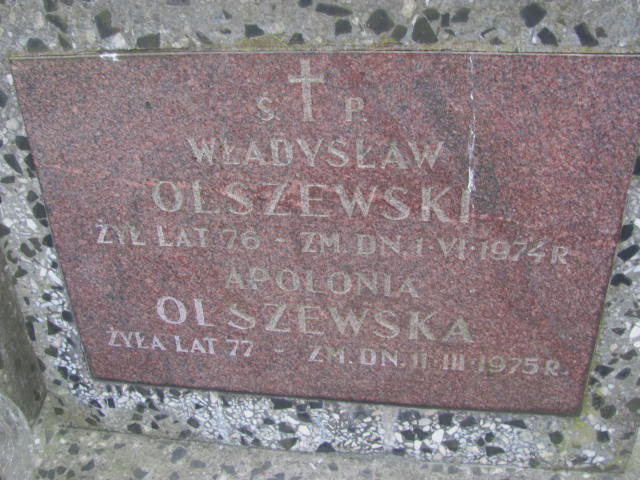 Ś. P.
WŁADYSŁAW
OLSZEWSKI
ŻYŁ LAT 76 - ZM. DN. 1 VI 1974 R
APOLONIA
OLSZEWSKA
ŻYŁA LAT 77 - ZM. DN. 11 III 1975 R.